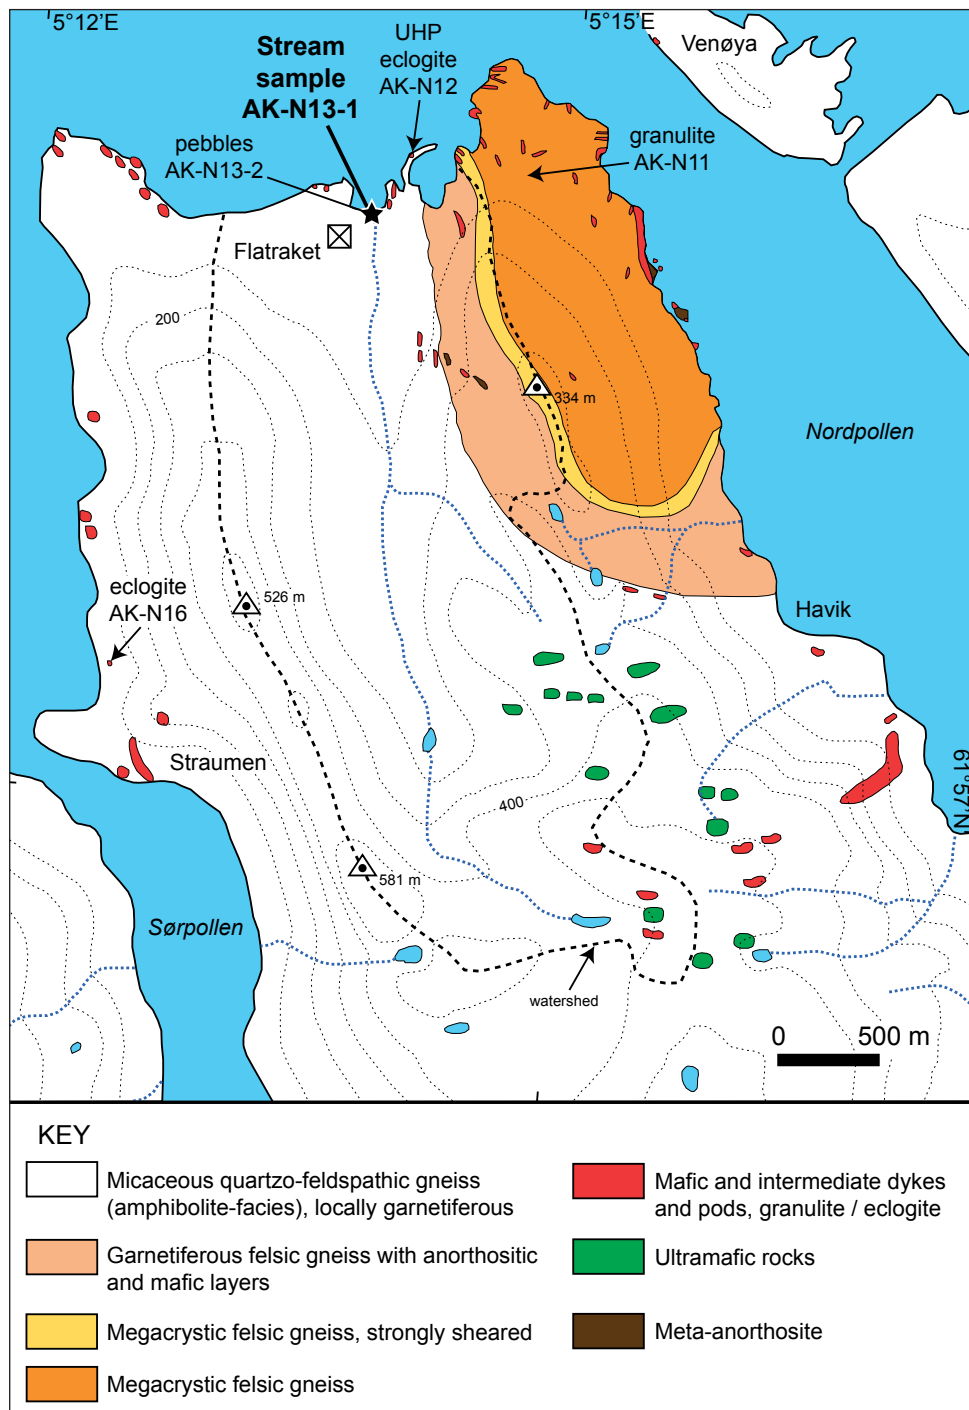 5°12'E
5°15'E
Venøya
UHP
eclogite
AK-N12
Stream
sample
AK-N13-1
pebbles
AK-N13-2
granulite
AK-N11
Flatraket
200
334 m
Nordpollen
526 m
eclogite
AK-N16
Havik
Straumen
400
61°57'N
581 m
Sørpollen
watershed
0 500 m
KEY
Micaceous quartzo-feldspathic gneiss
(amphibolite-facies), locally garnetiferous
Garnetiferous felsic gneiss with anorthositic
and mafic layers
Megacrystic felsic gneiss, strongly sheared
Megacrystic felsic gneiss
Mafic and intermediate dykes
and pods, granulite / eclogite
Ultramafic rocks
Meta-anorthosite